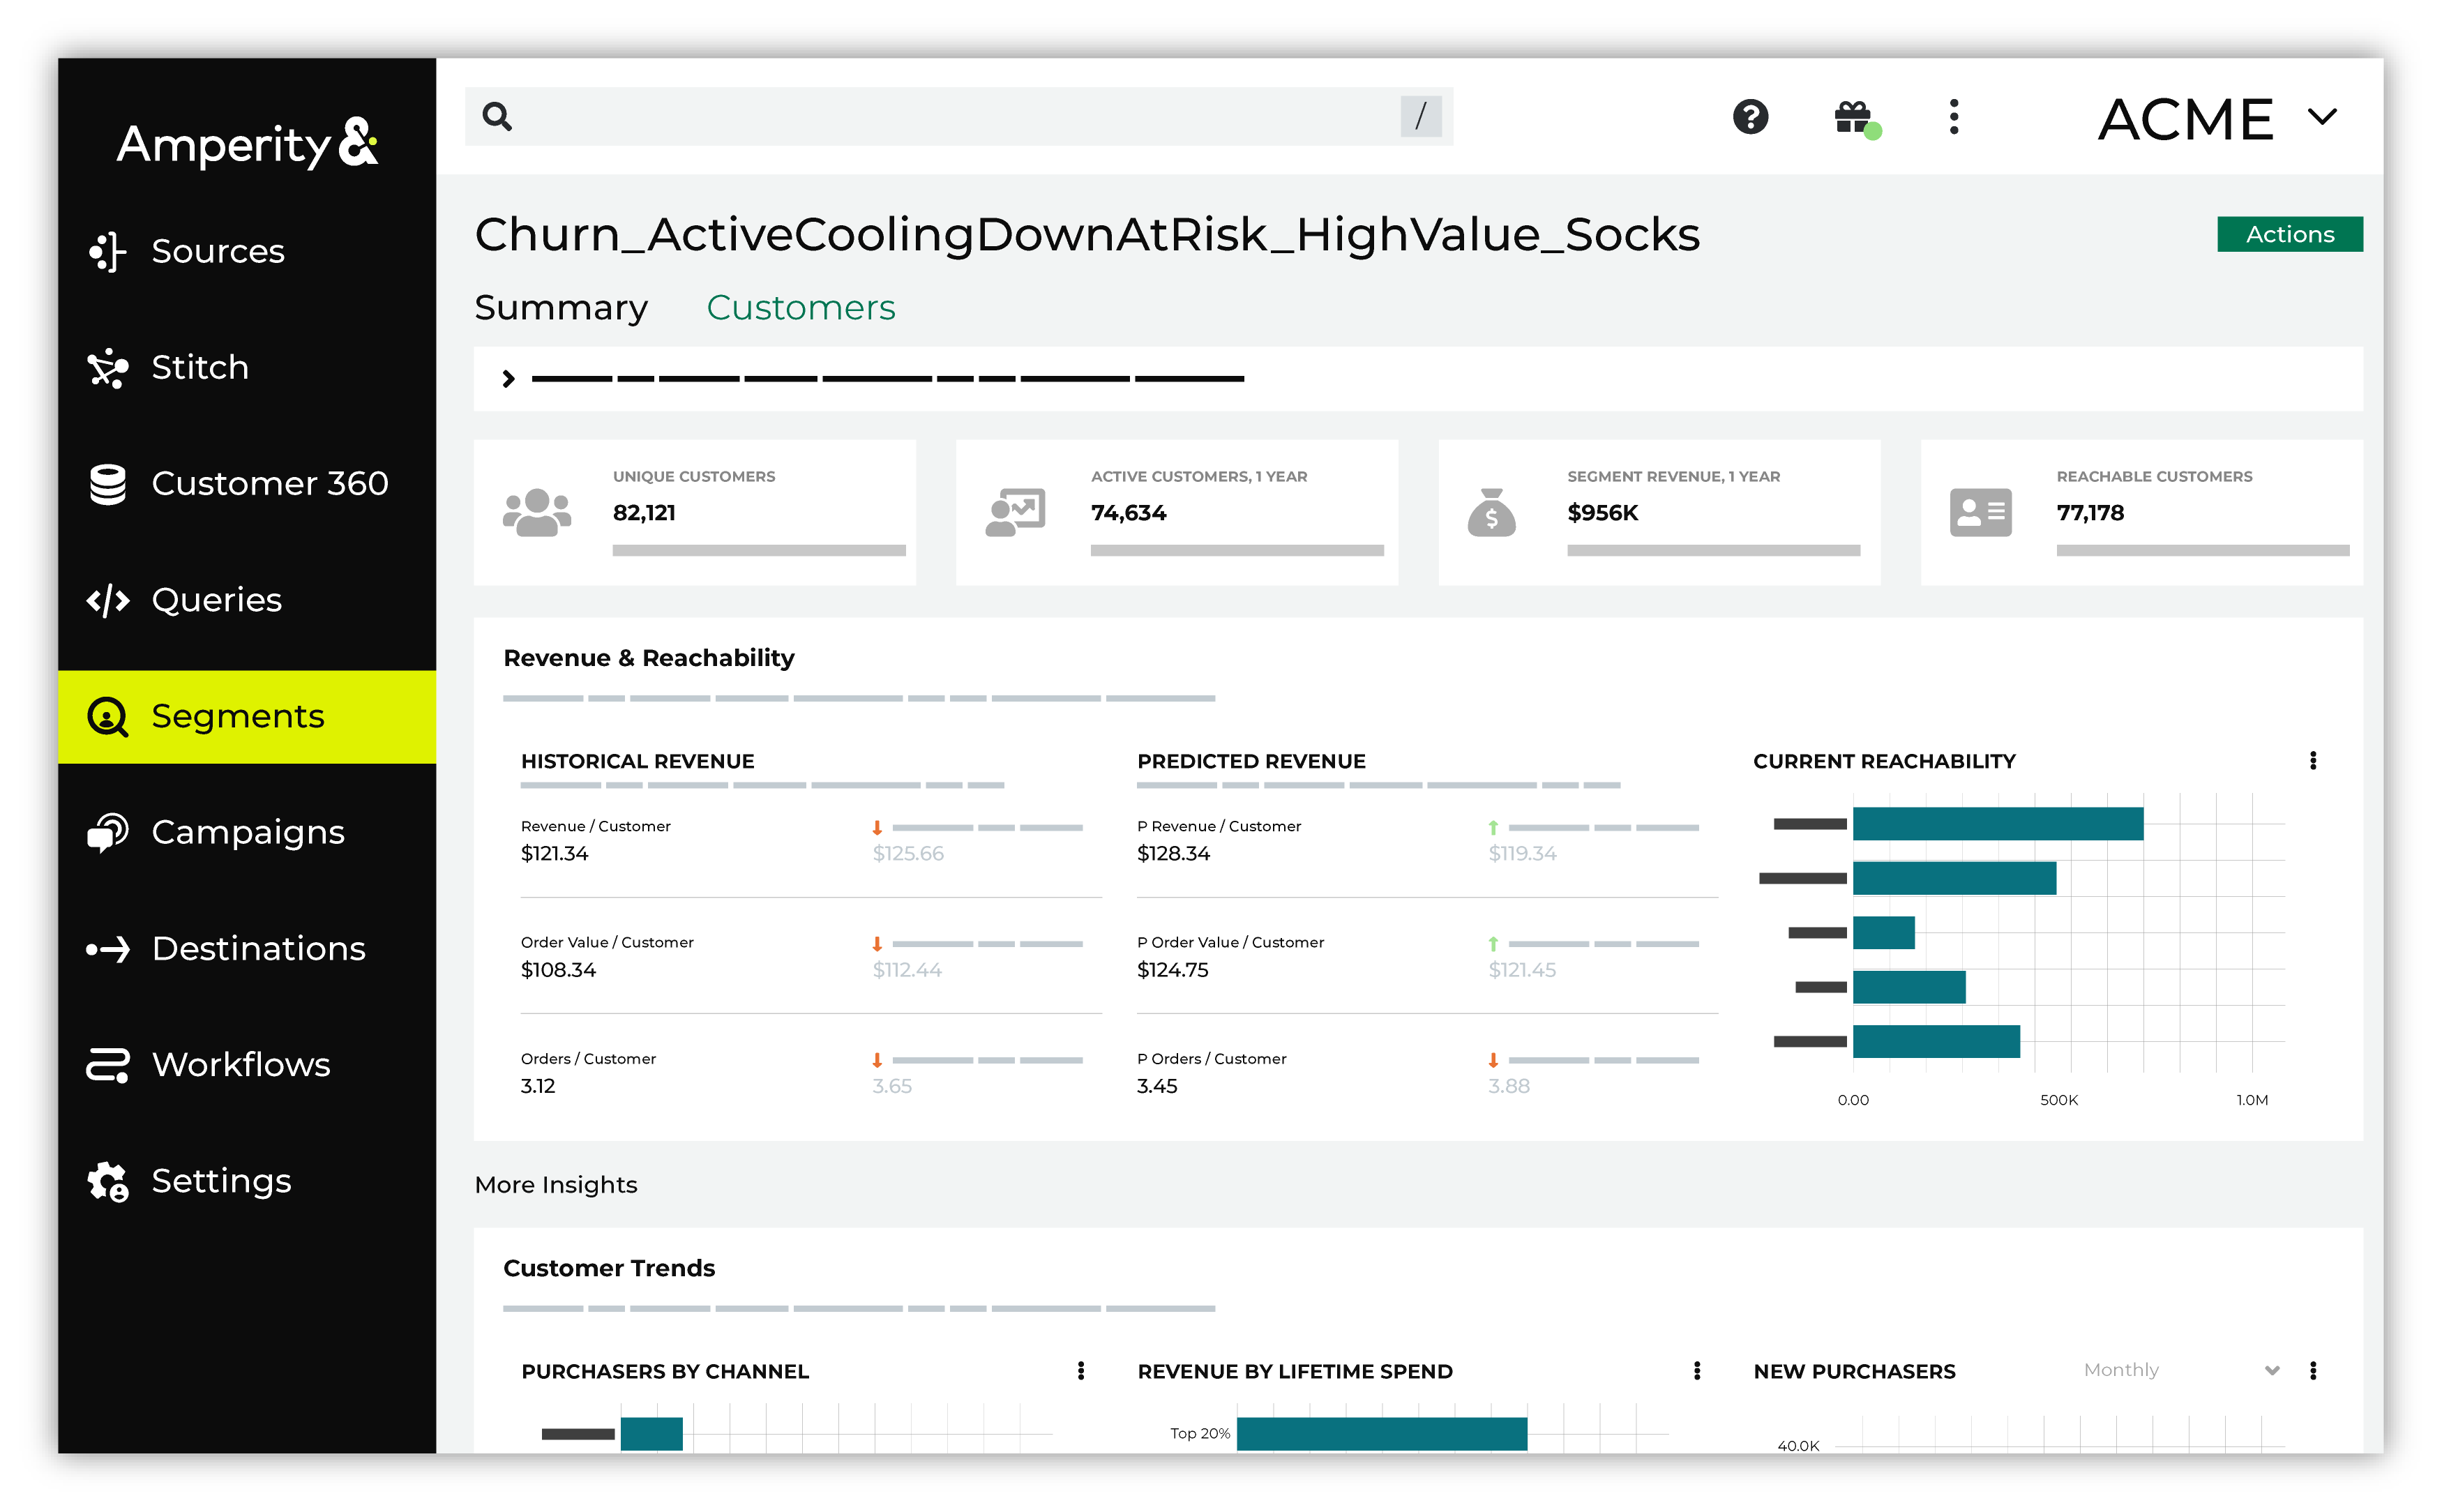 Amperity&
Sources
Stitch
Customer 360
Queries
Segments
Campaigns
Destinations
Workflows
Settings
/
?
ACME
Churn_ActiveCoolingDownAtRisk_HighValue_Socks
Actions
Summary Customers
UNIQUE CUSTOMERS
82,121
ACTIVE CUSTOMERS, 1 YEAR
74,634
$
SEGMENT REVENUE, 1 YEAR
$956K
REACHABLE CUSTOMERS
77,178
Revenue & Reachability
HISTORICAL REVENUE
Revenue / Customer
$121.34 $125.66
Order Value / Customer
$108.34 $112.44
Orders / Customer
3.12 3.65
PREDICTED REVENUE
P Revenue / Customer
$128.34 $119.34
P Order Value / Customer
$124.75 $121.45
P Orders / Customer
3.45 3.88
CURRENT REACHABILITY
0.00 500K 1.0M
More Insights
Customer Trends
PURCHASERS BY CHANNEL
REVENUE BY LIFETIME SPEND
Top 20%
NEW PURCHASERS Monthly
40.0K